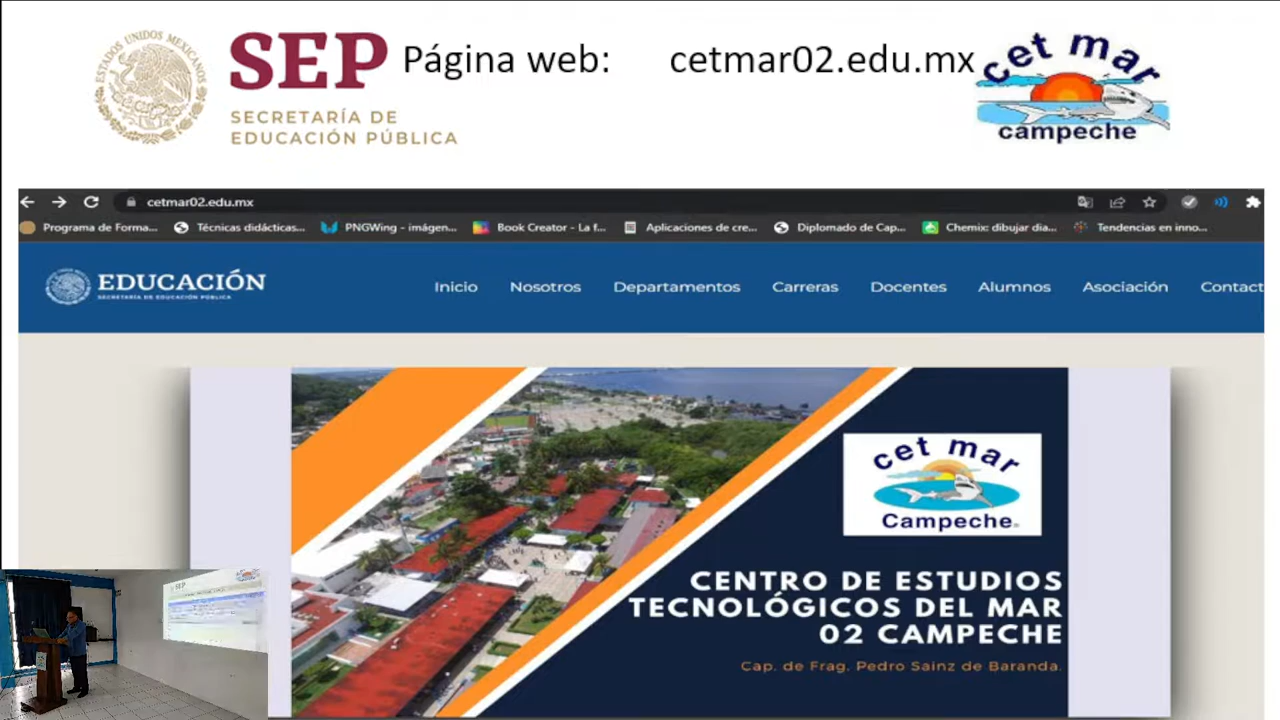 ESTADOS UNIDOS MEXICANOS
SEP
SECRETARÍA DE
EDUCACIÓN PÚBLICA
Página web: cetmar02.edu.mx
cet mar
campeche
cetmar02.edu.mx
Programa de Forma...
Técnicas didácticas...
PNGWing - imágen...
Book Creator - La f...
Aplicaciones de cre...
Diplomado de Cap...
Chemix: dibujar dia...
Tendencias en inno...
EDUCACIÓN
SECRETARÍA DE EDUCACIÓN PÚBLICA
Inicio
Nosotros
Departamentos
Carreras
Docentes
Alumnos
Asociación
Contact
cet mar
Campeche
CENTRO DE ESTUDIOS
TECNOLÓGICOS DEL MAR
02 CAMPECHE
Cap. de Frag. Pedro Sainz de Baranda.
SEP